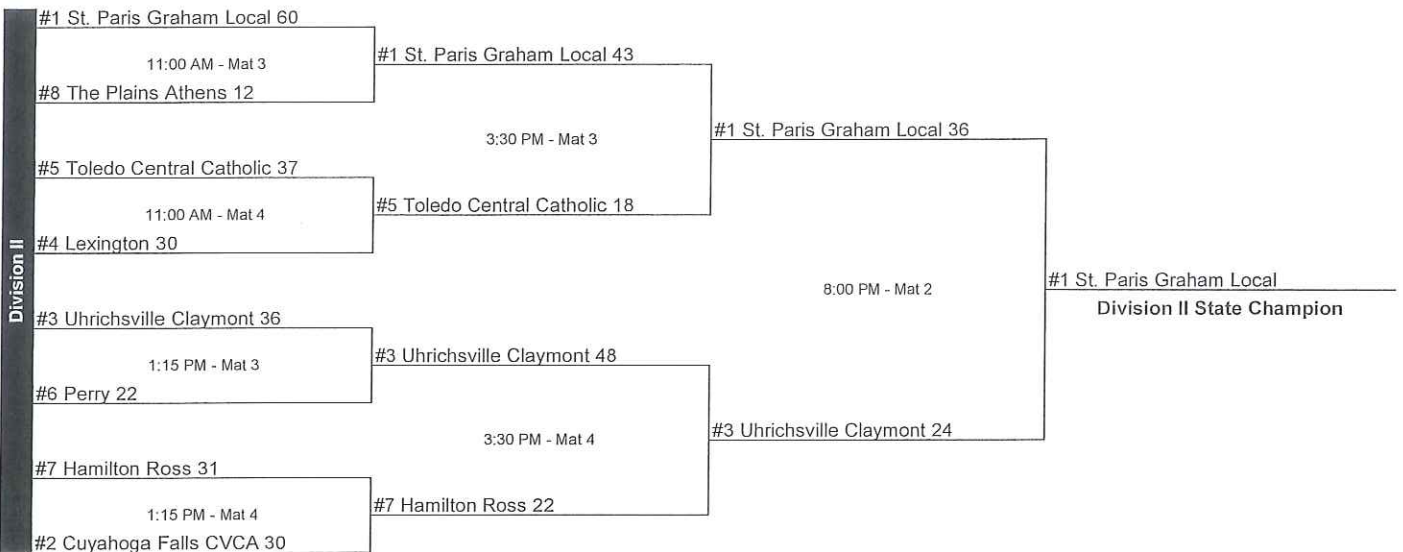 Division II
#1 St. Paris Graham Local 60
11:00 AM - Mat 3
#8 The Plains Athens 12
#1 St. Paris Graham Local 43
3:30 PM - Mat 3
#5 Toledo Central Catholic 37
11:00 AM - Mat 4
#4 Lexington 30
#5 Toledo Central Catholic 18
#1 St. Paris Graham Local 36
8:00 PM - Mat 2
#3 Uhrichsville Claymont 36
1:15 PM - Mat 3
#6 Perry 22
#3 Uhrichsville Claymont 48
3:30 PM - Mat 4
#7 Hamilton Ross 31
1:15 PM - Mat 4
#2 Cuyahoga Falls CVCA 30
#7 Hamilton Ross 22
#3 Uhrichsville Claymont 24
#1 St. Paris Graham Local
Division II State Champion